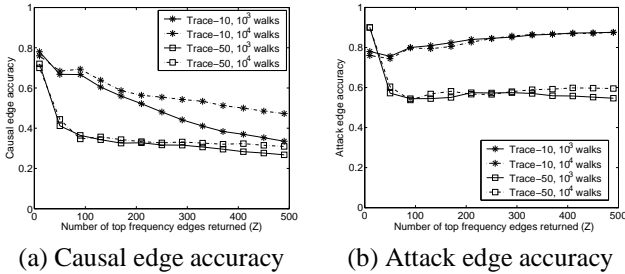 1
0.8
0.6
0.4
0.2
0
Causal edge accuracy
Trace−10, 10³ walks
Trace−10, 10⁴ walks
Trace−50, 10³ walks
Trace−50, 10⁴ walks
0 100 200 300 400 500
Number of top frequency edges returned (Z)
(a) Causal edge accuracy
1
0.8
0.6
0.4
0.2
0
Attack edge accuracy
Trace−10, 10³ walks
Trace−10, 10⁴ walks
Trace−50, 10³ walks
Trace−50, 10⁴ walks
0 100 200 300 400 500
Number of top frequency edges returned (Z)
(b) Attack edge accuracy